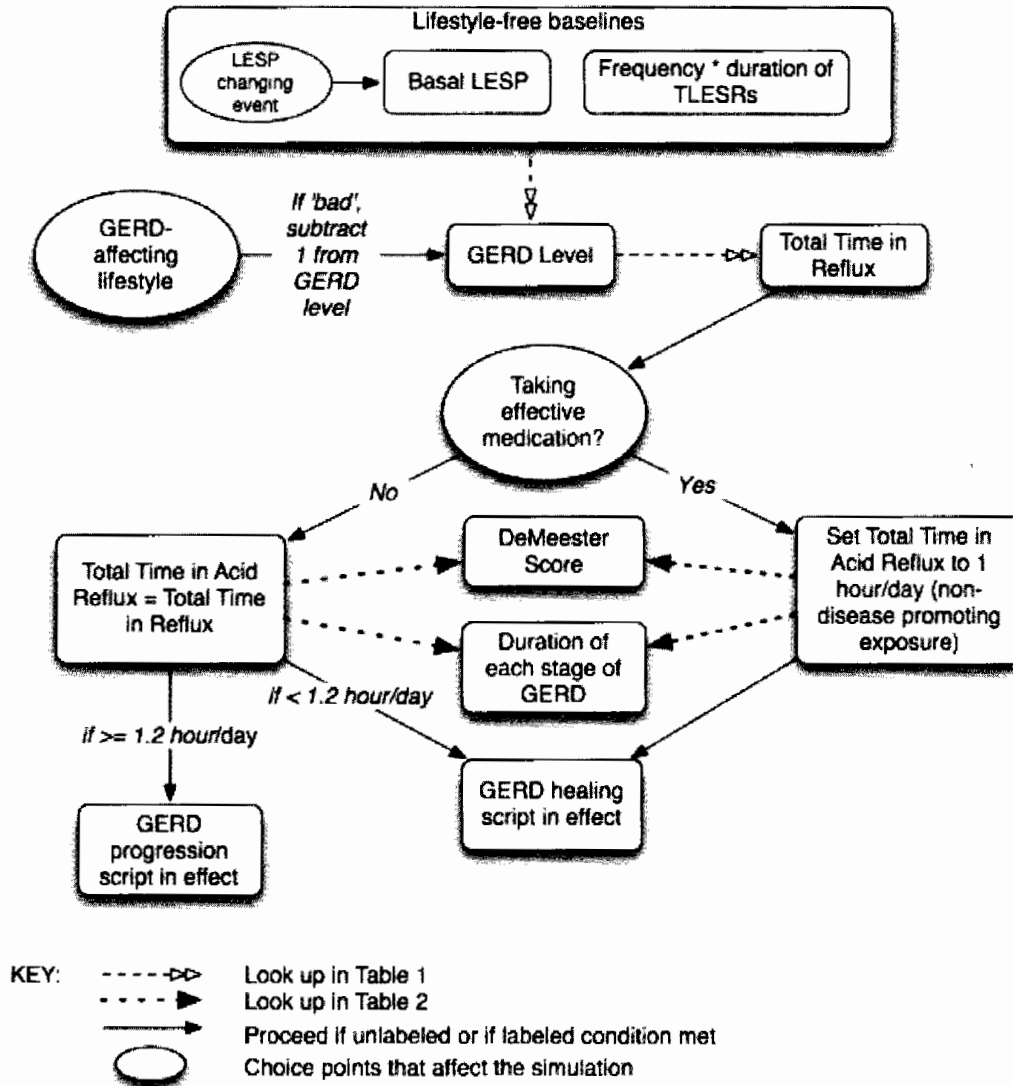 Lifestyle-free baselines
LESP
changing
event
Basal LESP
Frequency * duration of
TLESRs
GERD-
affecting
lifestyle
If 'bad',
subtract
1 from
GERD
level
GERD Level
Total Time in
Reflux
Taking
effective
medication?
No
Yes
Total Time in Acid
Reflux = Total Time
in Reflux
DeMeester
Score
Set Total Time in
Acid Reflux to 1
hour/day (non-
disease promoting
exposure)
Duration of
each stage of
GERD
if < 1.2 hour/day
if >= 1.2 hour/day
GERD healing
script in effect
GERD
progression
script in effect
KEY:
Look up in Table 1
Look up in Table 2
Proceed if unlabeled or if labeled condition met
Choice points that affect the simulation